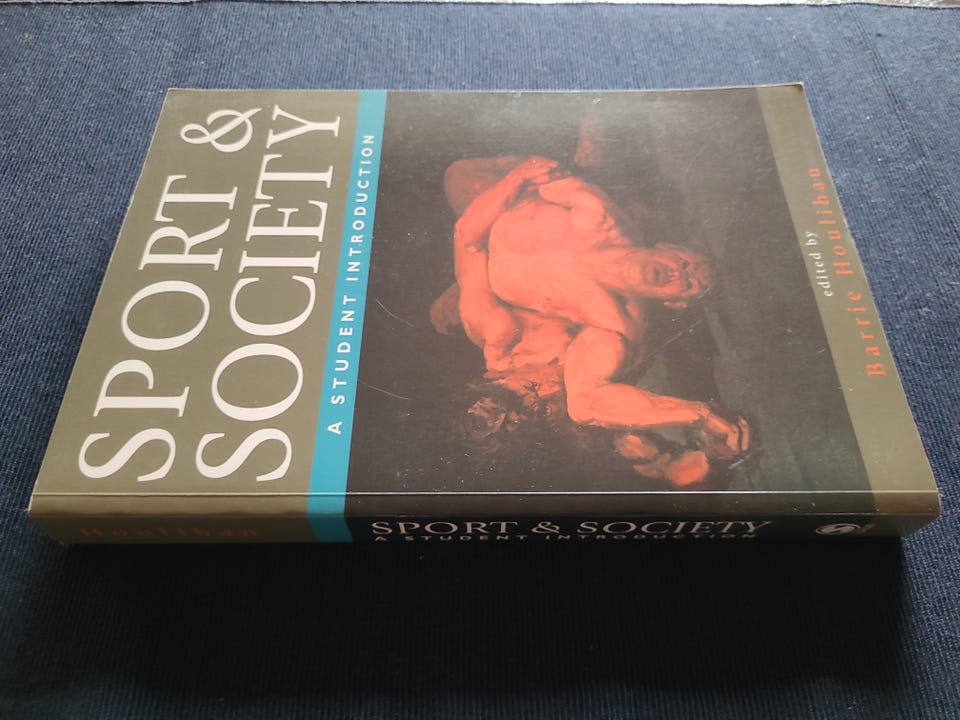 SPORT &
SOCIETY
A STUDENT INTRODUCTION
edited by
Barrie Houlihan
Houlihan
SPORT & SOCIETY
A STUDENT INTRODUCTION